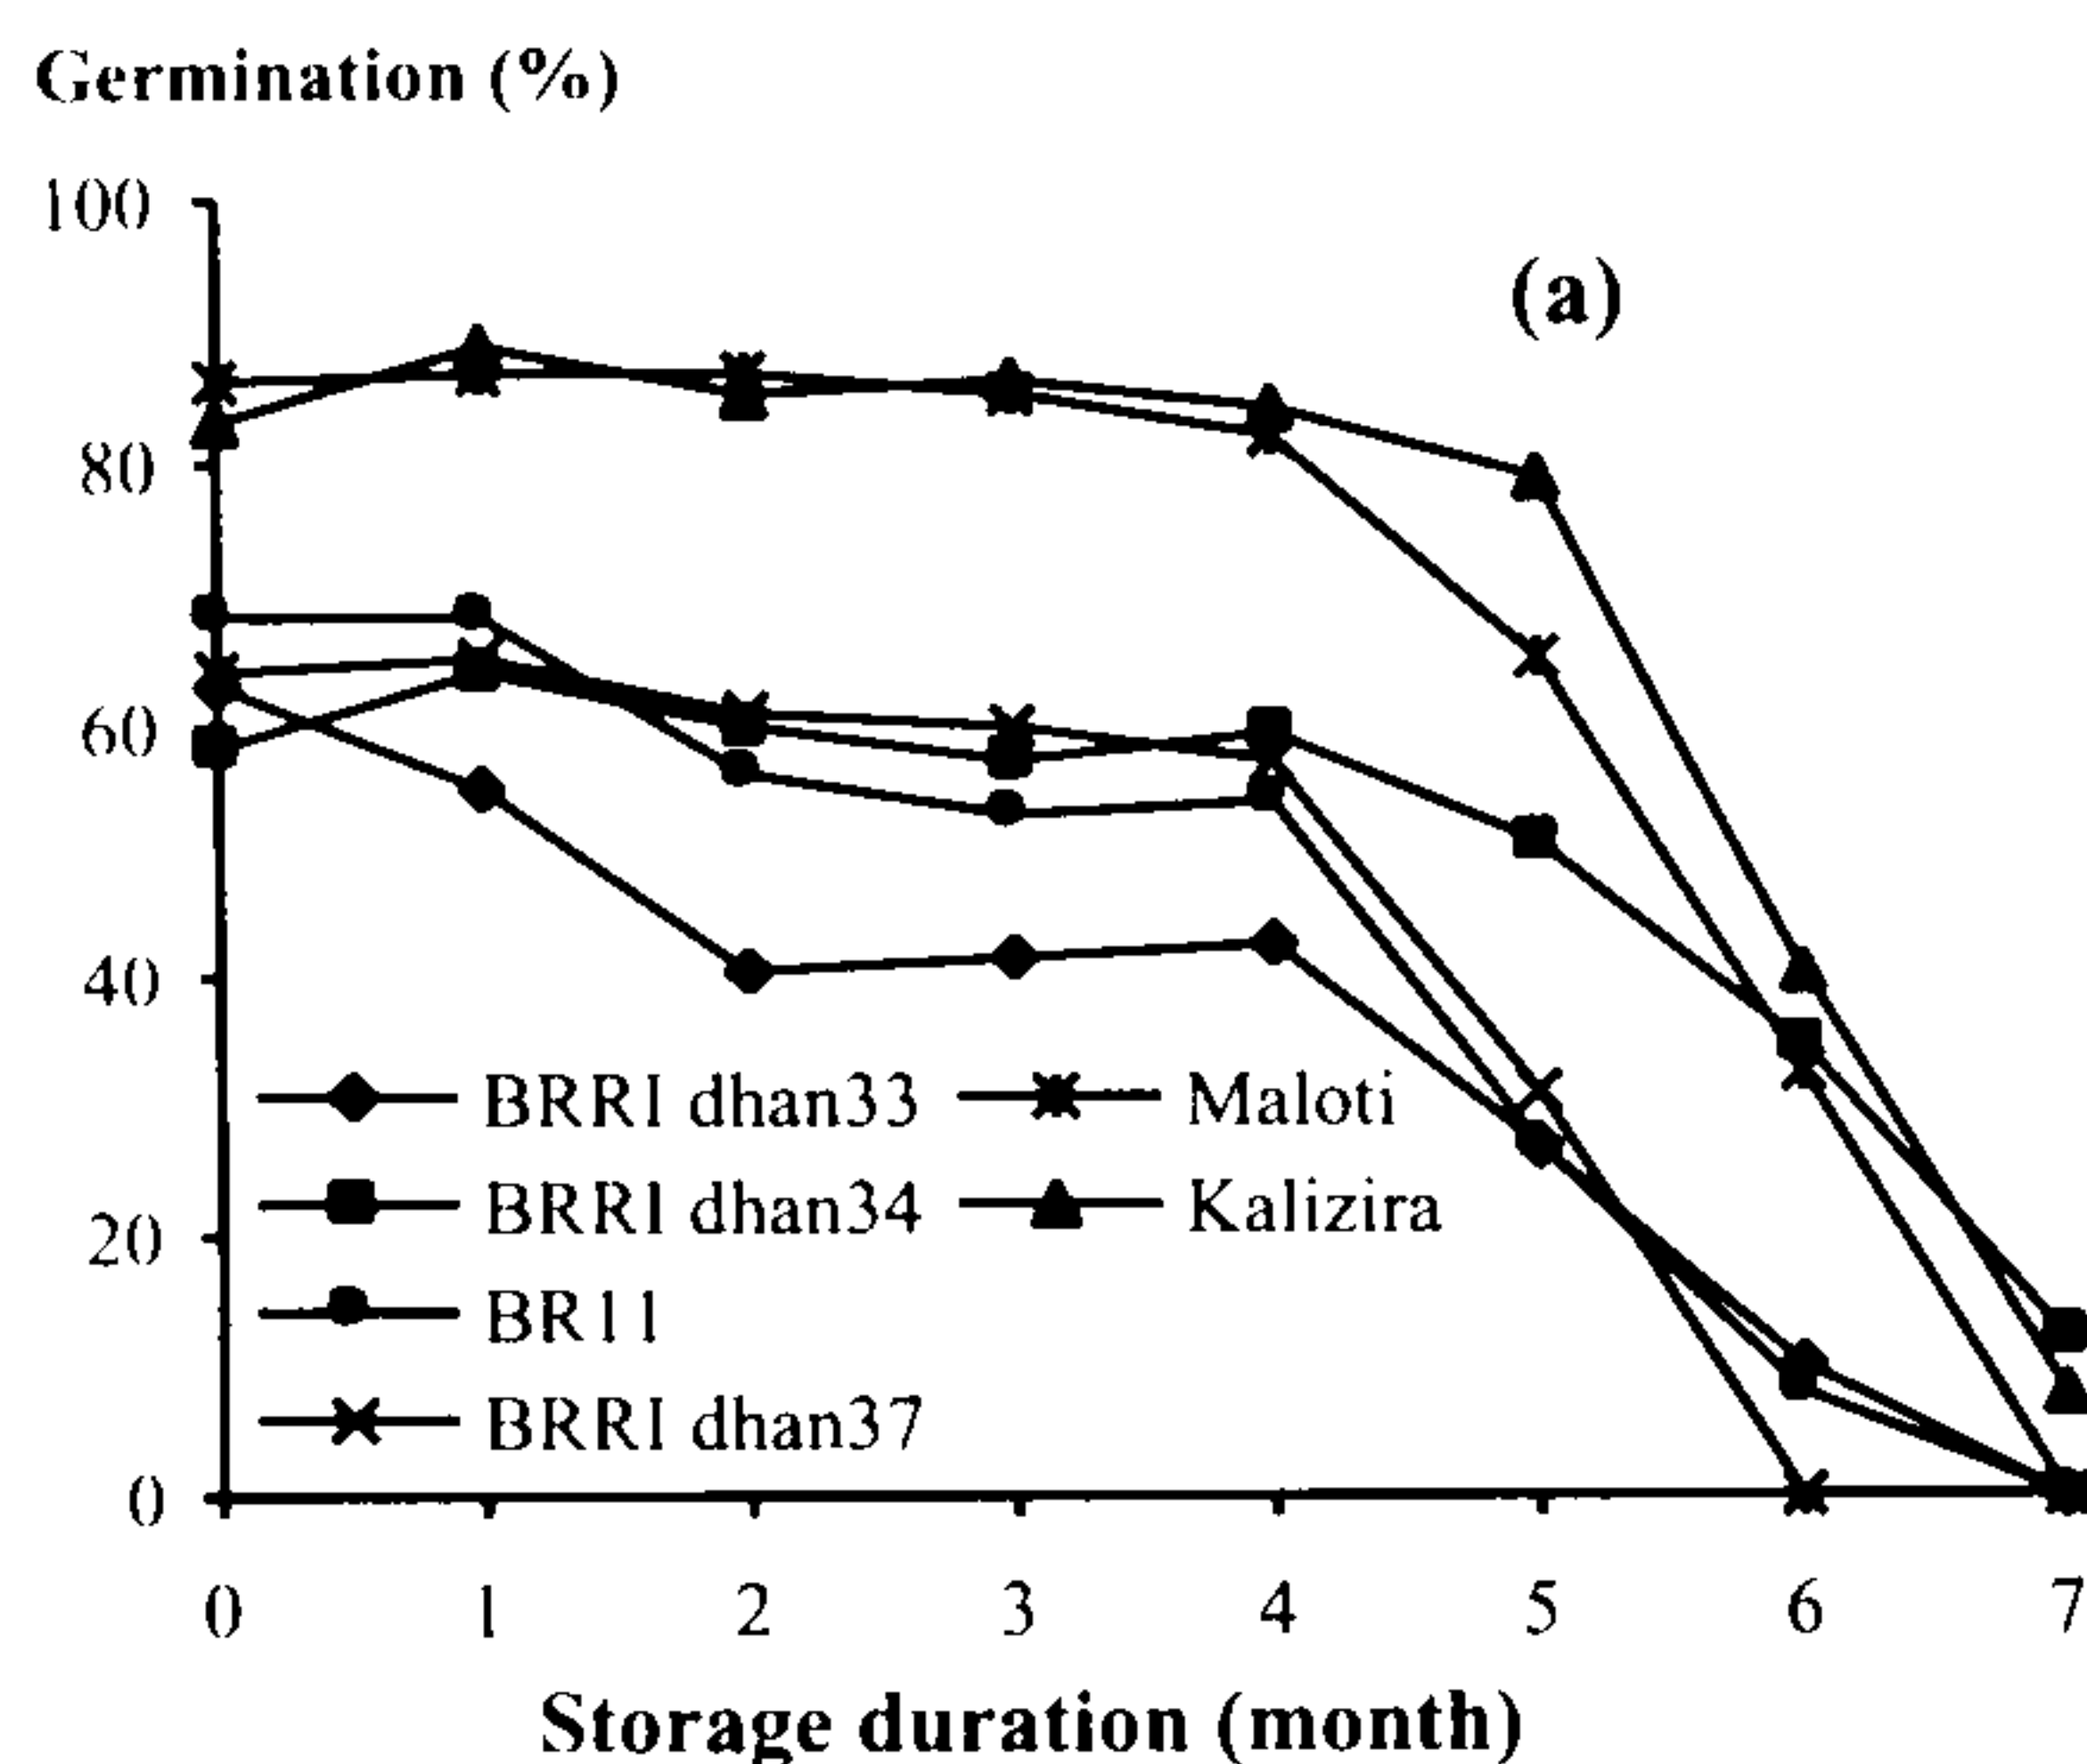 Germination (%)
100
(a)
80
60
40
BRRI dhan33 Maloti
BRRI dhan34 Kalizira
20
BR11
BRRI dhan37
0
0 1 2 3 4 5 6 7
Storage duration (month)